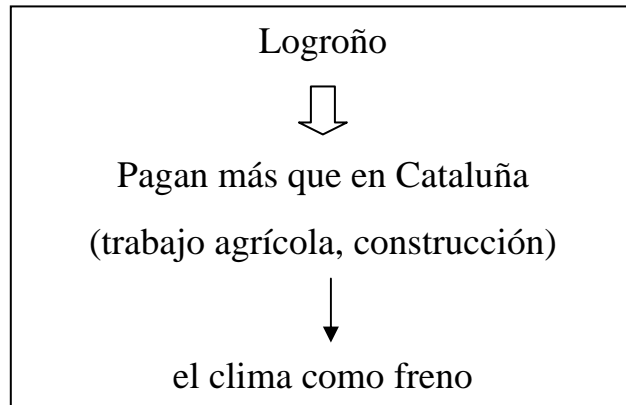 Logroño
Pagan más que en Cataluña
(trabajo agrícola, construcción)
el clima como freno